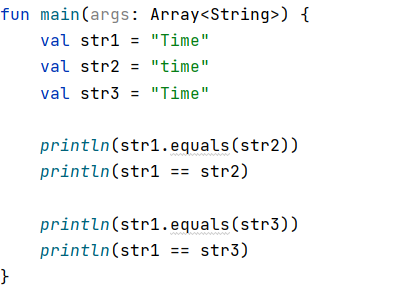 fun main(args: Array<String>) {
    val str1 = "Time"
    val str2 = "time"
    val str3 = "Time"

    println(str1.equals(str2))
    println(str1 == str2)

    println(str1.equals(str3))
    println(str1 == str3)
}